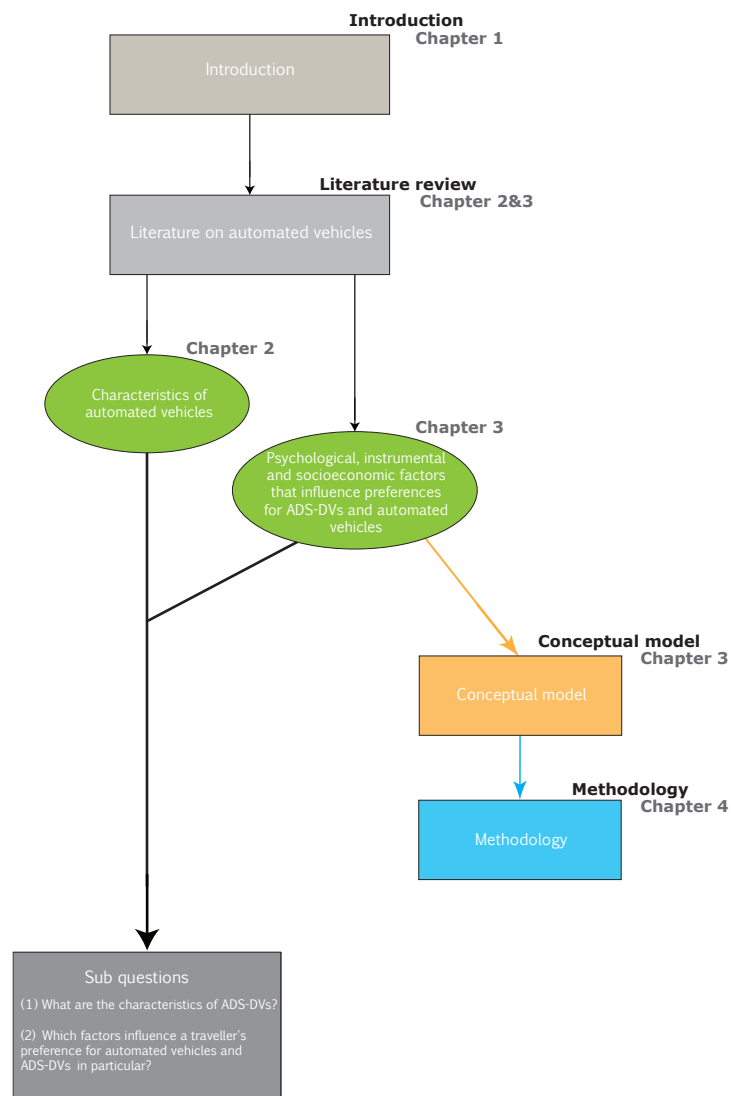 Introduction
Chapter 1
Introduction
Literature review
Chapter 2&3
Literature on automated vehicles
Chapter 2
Characteristics of
automated vehicles
Chapter 3
Psychological, instrumental
and socioeconomic factors
that influence preferences
for ADS-DVs and automated
vehicles
Conceptual model
Chapter 3
Conceptual model
Methodology
Chapter 4
Methodology
Sub questions
(1) What are the characteristics of ADS-DVs?
(2) Which factors influence a traveller's
preference for automated vehicles and
ADS-DVs in particular?